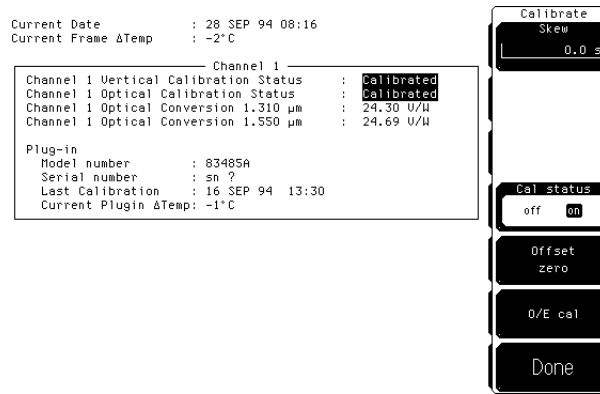 Current Date : 28 SEP 94 08:16
Current Frame ΔTemp : -2°C
Channel 1
Channel 1 Vertical Calibration Status : Calibrated
Channel 1 Optical Calibration Status : Calibrated
Channel 1 Optical Conversion 1.310 µm : 24.30 V/W
Channel 1 Optical Conversion 1.550 µm : 24.69 V/W
Plug-in
Model number : 83485A
Serial number : sn ?
Last Calibration : 16 SEP 94 13:30
Current Plugin ΔTemp: -1°C
Calibrate
Skew
0.0 s
Cal status
off on
Offset
zero
O/E cal
Done